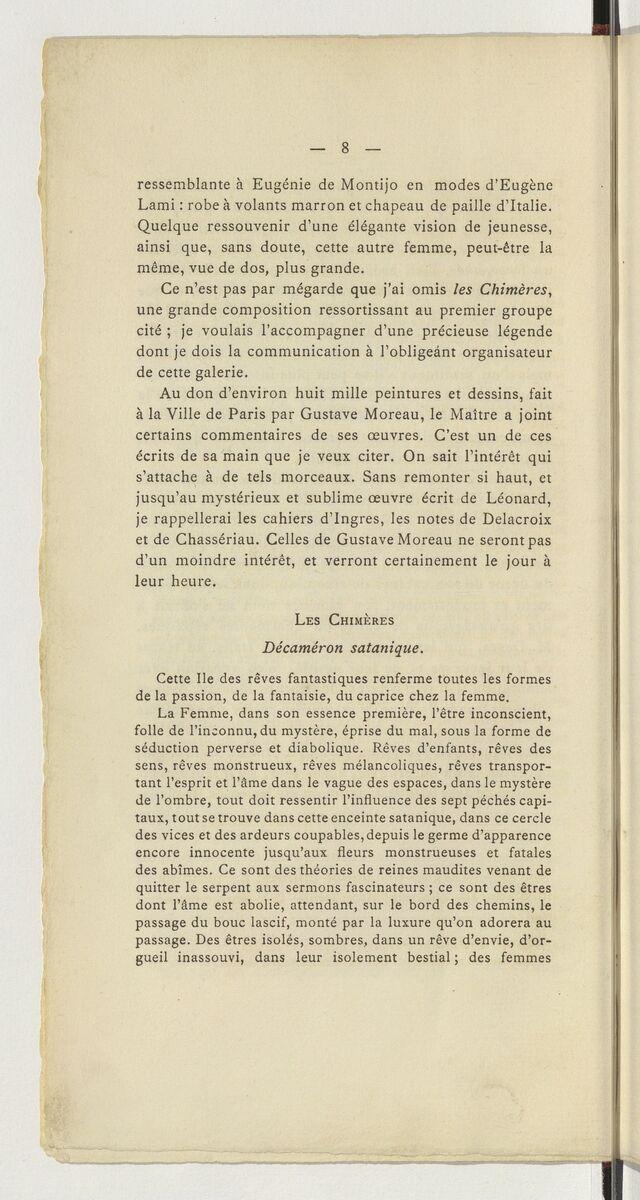 — 8 —
ressemblante à Eugénie de Montijo en modes d'Eugène
Lami : robe à volants marron et chapeau de paille d'Italie.
Quelque ressouvenir d'une élégante vision de jeunesse,
ainsi que, sans doute, cette autre femme, peut-être la
même, vue de dos, plus grande.
Ce n'est pas par mégarde que j'ai omis les Chimères,
une grande composition ressortissant au premier groupe
cité ; je voulais l'accompagner d'une précieuse légende
dont je dois la communication à l'obligeánt organisateur
de cette galerie.
Au don d'environ huit mille peintures et dessins, fait
à la Ville de Paris par Gustave Moreau, le Maître a joint
certains commentaires de ses œuvres. C'est un de ces
écrits de sa main que je veux citer. On sait l'intérêt qui
s'attache à de tels morceaux. Sans remonter si haut, et
jusqu'au mystérieux et sublime œuvre écrit de Léonard,
je rappellerai les cahiers d'Ingres, les notes de Delacroix
et de Chassériau. Celles de Gustave Moreau ne seront pas
d'un moindre intérêt, et verront certainement le jour à
leur heure.
Les Chimères
Décaméron satanique.
Cette Ile des rêves fantastiques renferme toutes les formes
de la passion, de la fantaisie, du caprice chez la femme.
La Femme, dans son essence première, l'être inconscient,
folle de l'inconnu, du mystère, éprise du mal, sous la forme de
séduction perverse et diabolique. Rêves d'enfants, rêves des
sens, rêves monstrueux, rêves mélancoliques, rêves transpor-
tant l'esprit et l'âme dans le vague des espaces, dans le mystère
de l'ombre, tout doit ressentir l'influence des sept péchés capi-
taux, tout se trouve dans cette enceinte satanique, dans ce cercle
des vices et des ardeurs coupables, depuis le germe d'apparence
encore innocente jusqu'aux fleurs monstrueuses et fatales
des abîmes. Ce sont des théories de reines maudites venant de
quitter le serpent aux sermons fascinateurs ; ce sont des êtres
dont l'âme est abolie, attendant, sur le bord des chemins, le
passage du bouc lascif, monté par la luxure qu'on adorera au
passage. Des êtres isolés, sombres, dans un rêve d'envie, d'or-
gueil inassouvi, dans leur isolement bestial ; des femmes